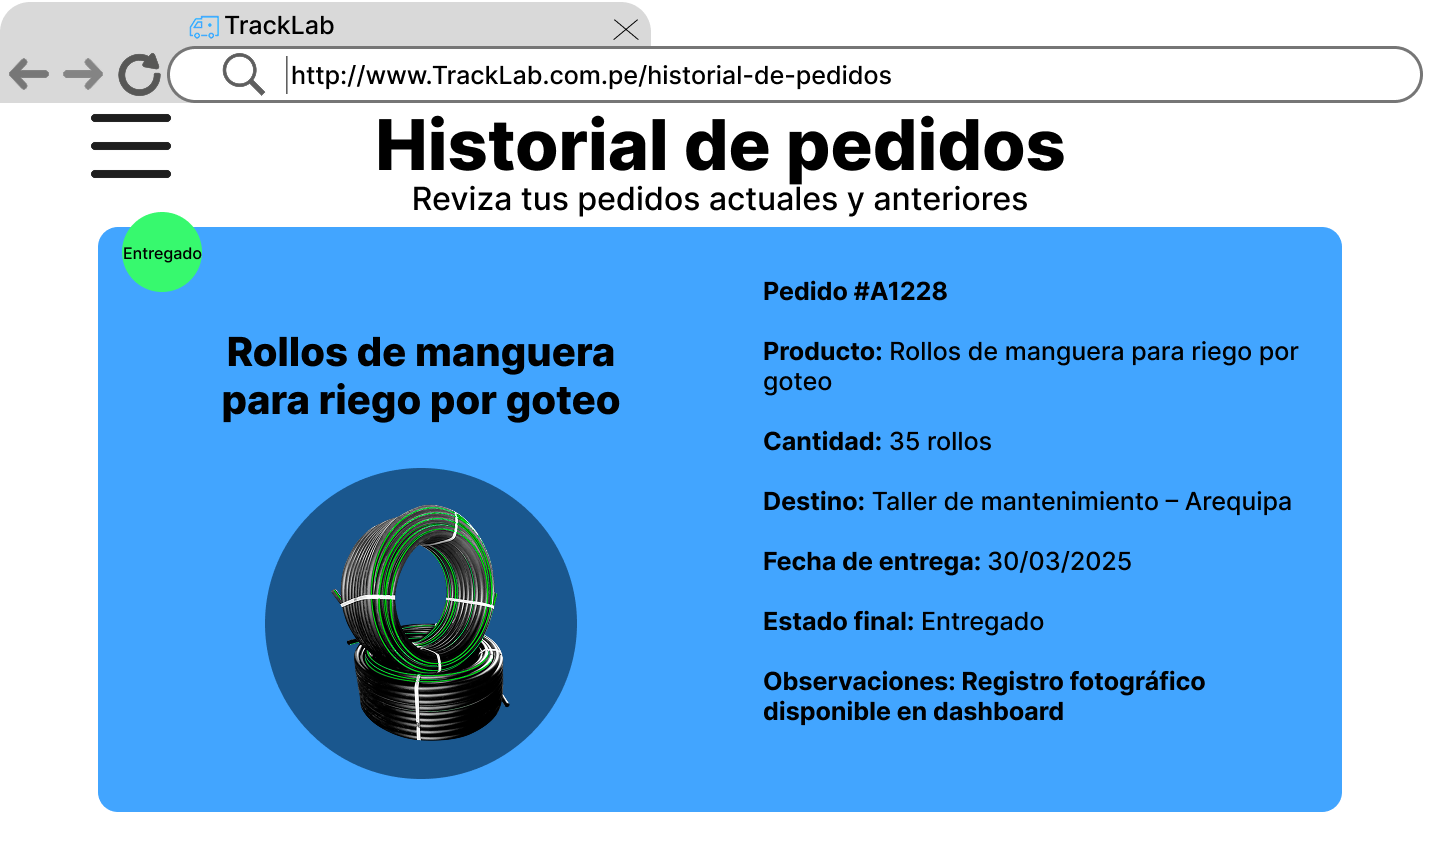 TrackLab
http://www.TrackLab.com.pe/historial-de-pedidos
Historial de pedidos
Reviza tus pedidos actuales y anteriores
Entregado
Rollos de manguera
para riego por goteo
Pedido #A1228
Producto: Rollos de manguera para riego por
goteo
Cantidad: 35 rollos
Destino: Taller de mantenimiento – Arequipa
Fecha de entrega: 30/03/2025
Estado final: Entregado
Observaciones: Registro fotográfico
disponible en dashboard